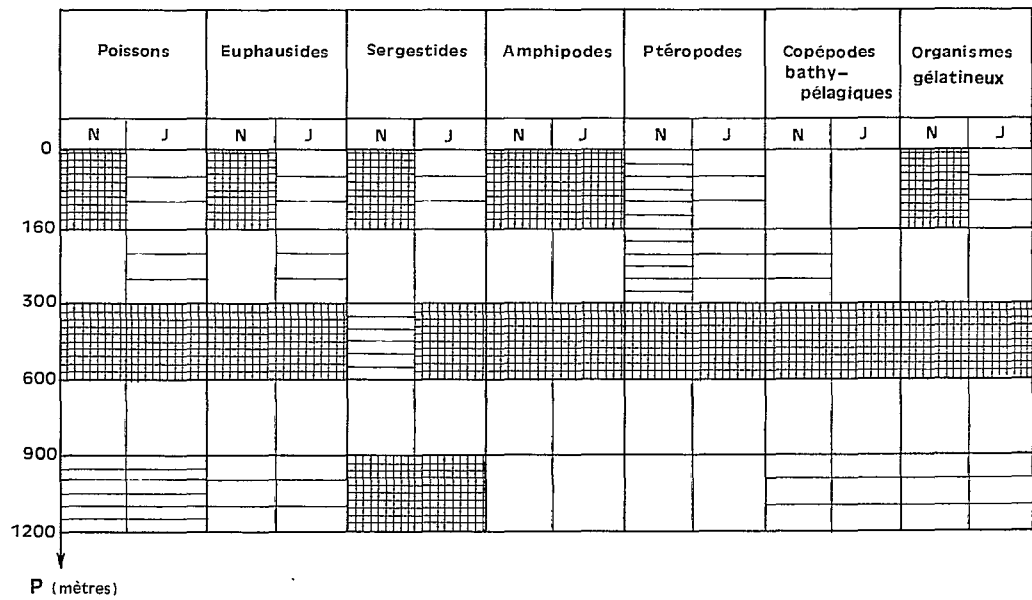 Poissons Euphausides Sergestides Amphipodes Ptéropodes Copépodes bathy-pélagiques Organismes gélatineux
N J N J N J N J N J N J N J
0
160
300
600
900
1200
P (mètres)